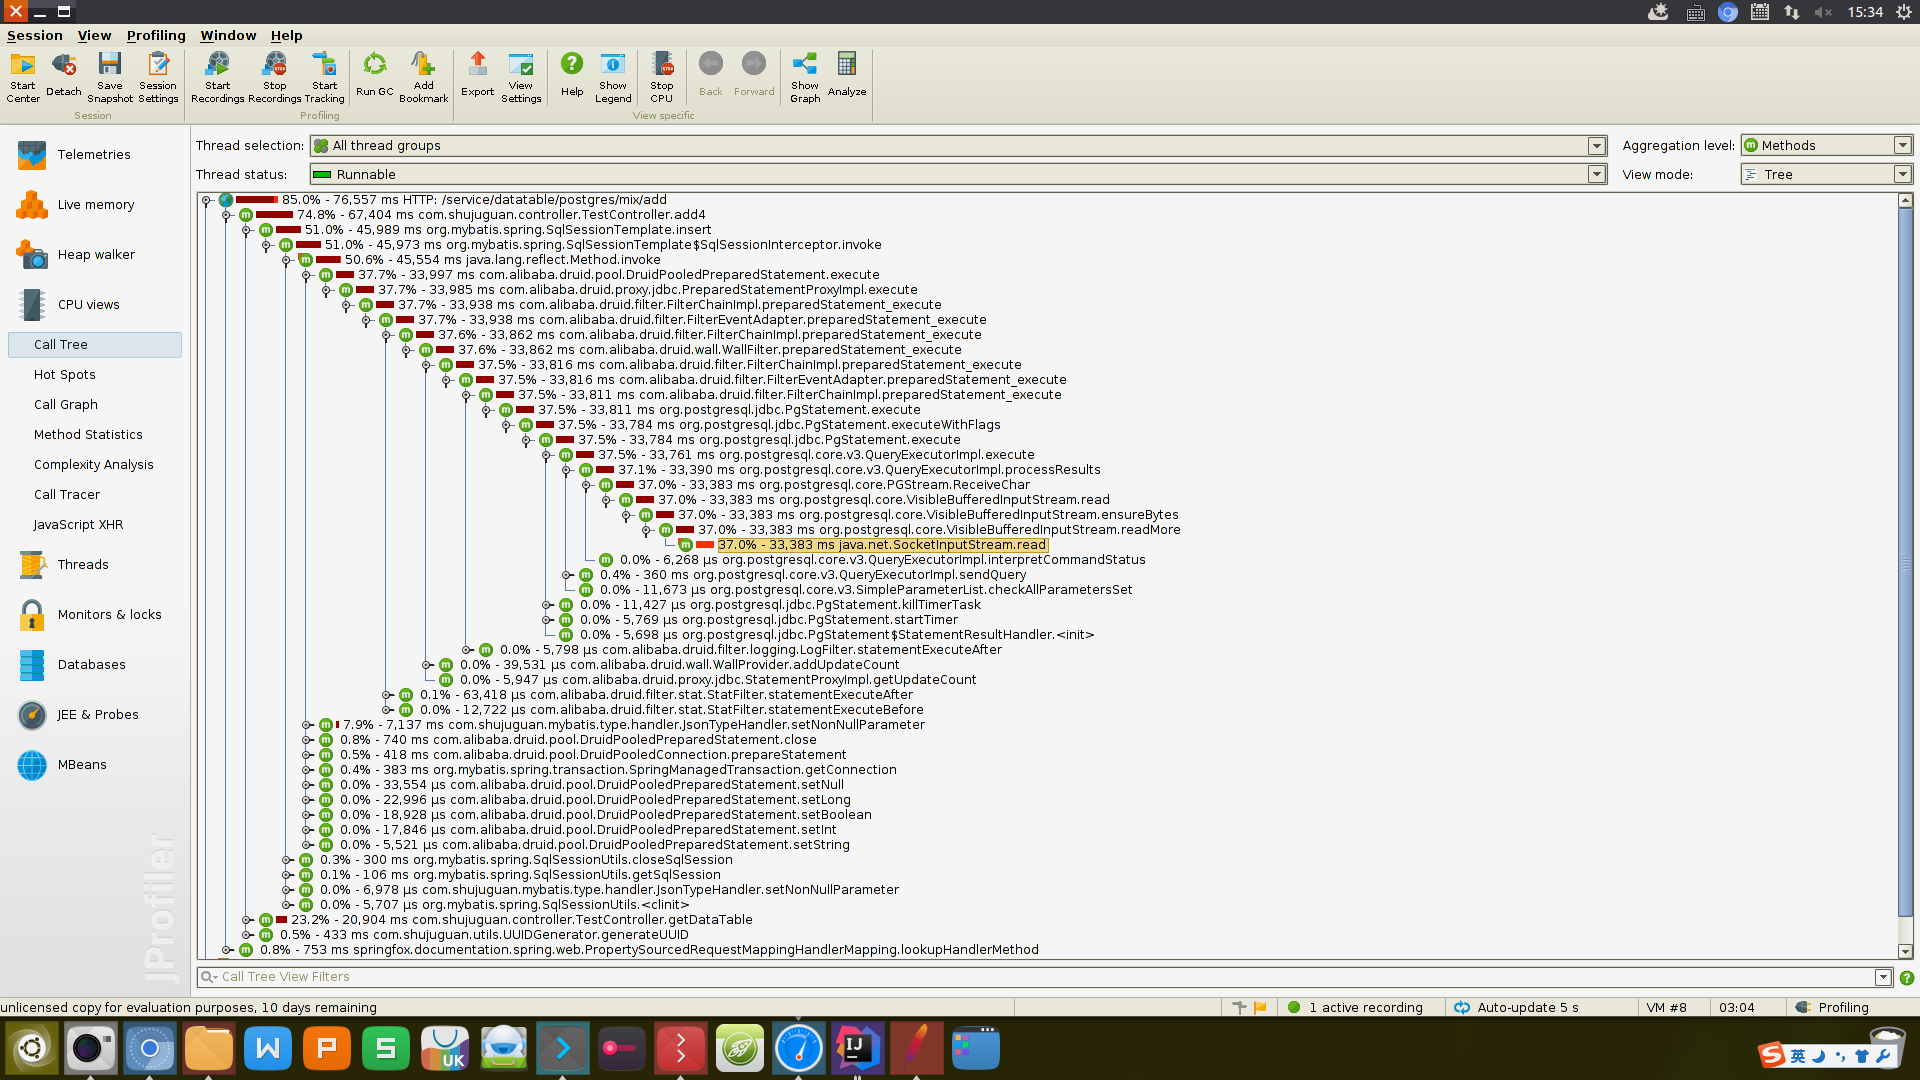 15:34
Session View Profiling Window Help
Start Center
Detach
Save Snapshot
Session Settings
Start Recordings
Stop Recordings
Start Tracking
Run GC
Add Bookmark
Export
View Settings
Help
Show Legend
Stop CPU
Back
Forward
Show Graph
Analyze
Session
Profiling
View specific
Telemetries
Live memory
Heap walker
CPU views
Call Tree
Hot Spots
Call Graph
Method Statistics
Complexity Analysis
Call Tracer
JavaScript XHR
Threads
Monitors & locks
Databases
JEE & Probes
MBeans
JProfiler
Thread selection: All thread groups
Aggregation level: Methods
Thread status: Runnable
View mode: Tree
85.0% - 76,557 ms HTTP: /service/datatable/postgres/mix/add
74.8% - 67,404 ms com.shujuguan.controller.TestController.add4
51.0% - 45,989 ms org.mybatis.spring.SqlSessionTemplate.insert
51.0% - 45,973 ms org.mybatis.spring.SqlSessionTemplate$SqlSessionInterceptor.invoke
50.6% - 45,554 ms java.lang.reflect.Method.invoke
37.7% - 33,997 ms com.alibaba.druid.pool.DruidPooledPreparedStatement.execute
37.7% - 33,985 ms com.alibaba.druid.proxy.jdbc.PreparedStatementProxyImpl.execute
37.7% - 33,938 ms com.alibaba.druid.filter.FilterChainImpl.preparedStatement_execute
37.7% - 33,938 ms com.alibaba.druid.filter.FilterEventAdapter.preparedStatement_execute
37.6% - 33,862 ms com.alibaba.druid.filter.FilterChainImpl.preparedStatement_execute
37.6% - 33,862 ms com.alibaba.druid.wall.WallFilter.preparedStatement_execute
37.5% - 33,816 ms com.alibaba.druid.filter.FilterChainImpl.preparedStatement_execute
37.5% - 33,816 ms com.alibaba.druid.filter.FilterEventAdapter.preparedStatement_execute
37.5% - 33,811 ms com.alibaba.druid.filter.FilterChainImpl.preparedStatement_execute
37.5% - 33,811 ms org.postgresql.jdbc.PgStatement.execute
37.5% - 33,784 ms org.postgresql.jdbc.PgStatement.executeWithFlags
37.5% - 33,784 ms org.postgresql.jdbc.PgStatement.execute
37.5% - 33,761 ms org.postgresql.core.v3.QueryExecutorImpl.execute
37.1% - 33,390 ms org.postgresql.core.v3.QueryExecutorImpl.processResults
37.0% - 33,383 ms org.postgresql.core.PGStream.ReceiveChar
37.0% - 33,383 ms org.postgresql.core.VisibleBufferedInputStream.read
37.0% - 33,383 ms org.postgresql.core.VisibleBufferedInputStream.ensureBytes
37.0% - 33,383 ms org.postgresql.core.VisibleBufferedInputStream.readMore
37.0% - 33,383 ms java.net.SocketInputStream.read
0.0% - 6,268 µs org.postgresql.core.v3.QueryExecutorImpl.interpretCommandStatus
0.4% - 360 ms org.postgresql.core.v3.QueryExecutorImpl.sendQuery
0.0% - 11,673 µs org.postgresql.core.v3.SimpleParameterList.checkAllParametersSet
0.0% - 11,427 µs org.postgresql.jdbc.PgStatement.killTimerTask
0.0% - 5,769 µs org.postgresql.jdbc.PgStatement.startTimer
0.0% - 5,698 µs org.postgresql.jdbc.PgStatement$StatementResultHandler.<init>
0.0% - 5,798 µs com.alibaba.druid.filter.logging.LogFilter.statementExecuteAfter
0.0% - 39,531 µs com.alibaba.druid.wall.WallProvider.addUpdateCount
0.0% - 5,947 µs com.alibaba.druid.proxy.jdbc.StatementProxyImpl.getUpdateCount
0.1% - 63,418 µs com.alibaba.druid.filter.stat.StatFilter.statementExecuteAfter
0.0% - 12,722 µs com.alibaba.druid.filter.stat.StatFilter.statementExecuteBefore
7.9% - 7,137 ms com.shujuguan.mybatis.type.handler.JsonTypeHandler.setNonNullParameter
0.8% - 740 ms com.alibaba.druid.pool.DruidPooledPreparedStatement.close
0.5% - 418 ms com.alibaba.druid.pool.DruidPooledConnection.prepareStatement
0.4% - 383 ms org.mybatis.spring.transaction.SpringManagedTransaction.getConnection
0.0% - 33,554 µs com.alibaba.druid.pool.DruidPooledPreparedStatement.setNull
0.0% - 22,996 µs com.alibaba.druid.pool.DruidPooledPreparedStatement.setLong
0.0% - 18,928 µs com.alibaba.druid.pool.DruidPooledPreparedStatement.setBoolean
0.0% - 17,846 µs com.alibaba.druid.pool.DruidPooledPreparedStatement.setInt
0.0% - 5,521 µs com.alibaba.druid.pool.DruidPooledPreparedStatement.setString
0.3% - 300 ms org.mybatis.spring.SqlSessionUtils.closeSqlSession
0.1% - 106 ms org.mybatis.spring.SqlSessionUtils.getSqlSession
0.0% - 6,978 µs com.shujuguan.mybatis.type.handler.JsonTypeHandler.setNonNullParameter
0.0% - 5,707 µs org.mybatis.spring.SqlSessionUtils.<clinit>
23.2% - 20,904 ms com.shujuguan.controller.TestController.getDataTable
0.5% - 433 ms com.shujuguan.utils.UUIDGenerator.generateUUID
0.8% - 753 ms springfox.documentation.spring.web.PropertySourcedRequestMappingHandlerMapping.lookupHandlerMethod
Call Tree View Filters
unlicensed copy for evaluation purposes, 10 days remaining
1 active recording
Auto-update 5 s
VM #8
03:04
Profiling
W
P
S
UK
IJ
S英